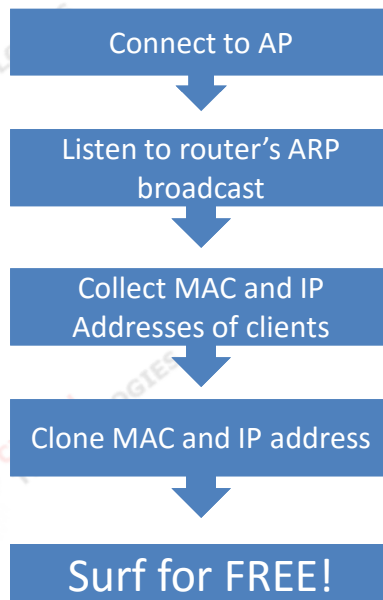 Connect to AP
Listen to router's ARP
broadcast
Collect MAC and IP
Addresses of clients
Clone MAC and IP address
Surf for FREE!